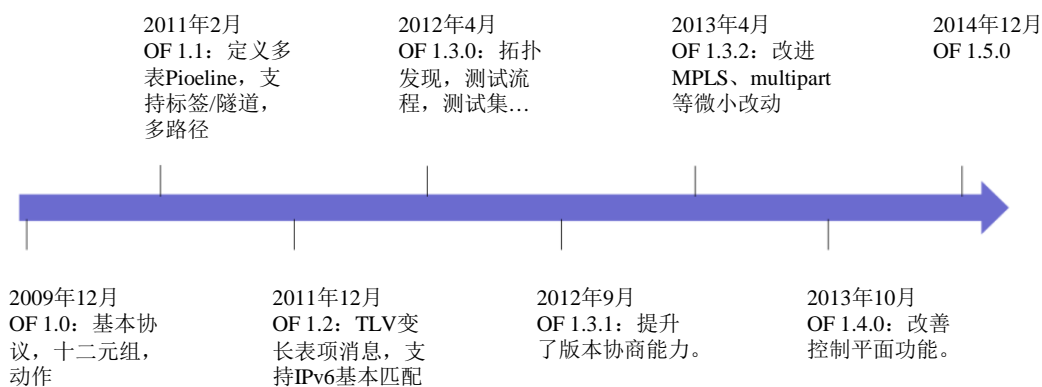 2011年2月
OF 1.1：定义多
表Pioeline，支
持标签/隧道，
多路径
2012年4月
OF 1.3.0：拓扑
发现，测试流
程，测试集…
2013年4月
OF 1.3.2：改进
MPLS、multipart
等微小改动
2014年12月
OF 1.5.0
2009年12月
OF 1.0：基本协
议，十二元组，
动作
2011年12月
OF 1.2：TLV变
长表项消息，支
持IPv6基本匹配
2012年9月
OF 1.3.1：提升
了版本协商能力。
2013年10月
OF 1.4.0：改善
控制平面功能。